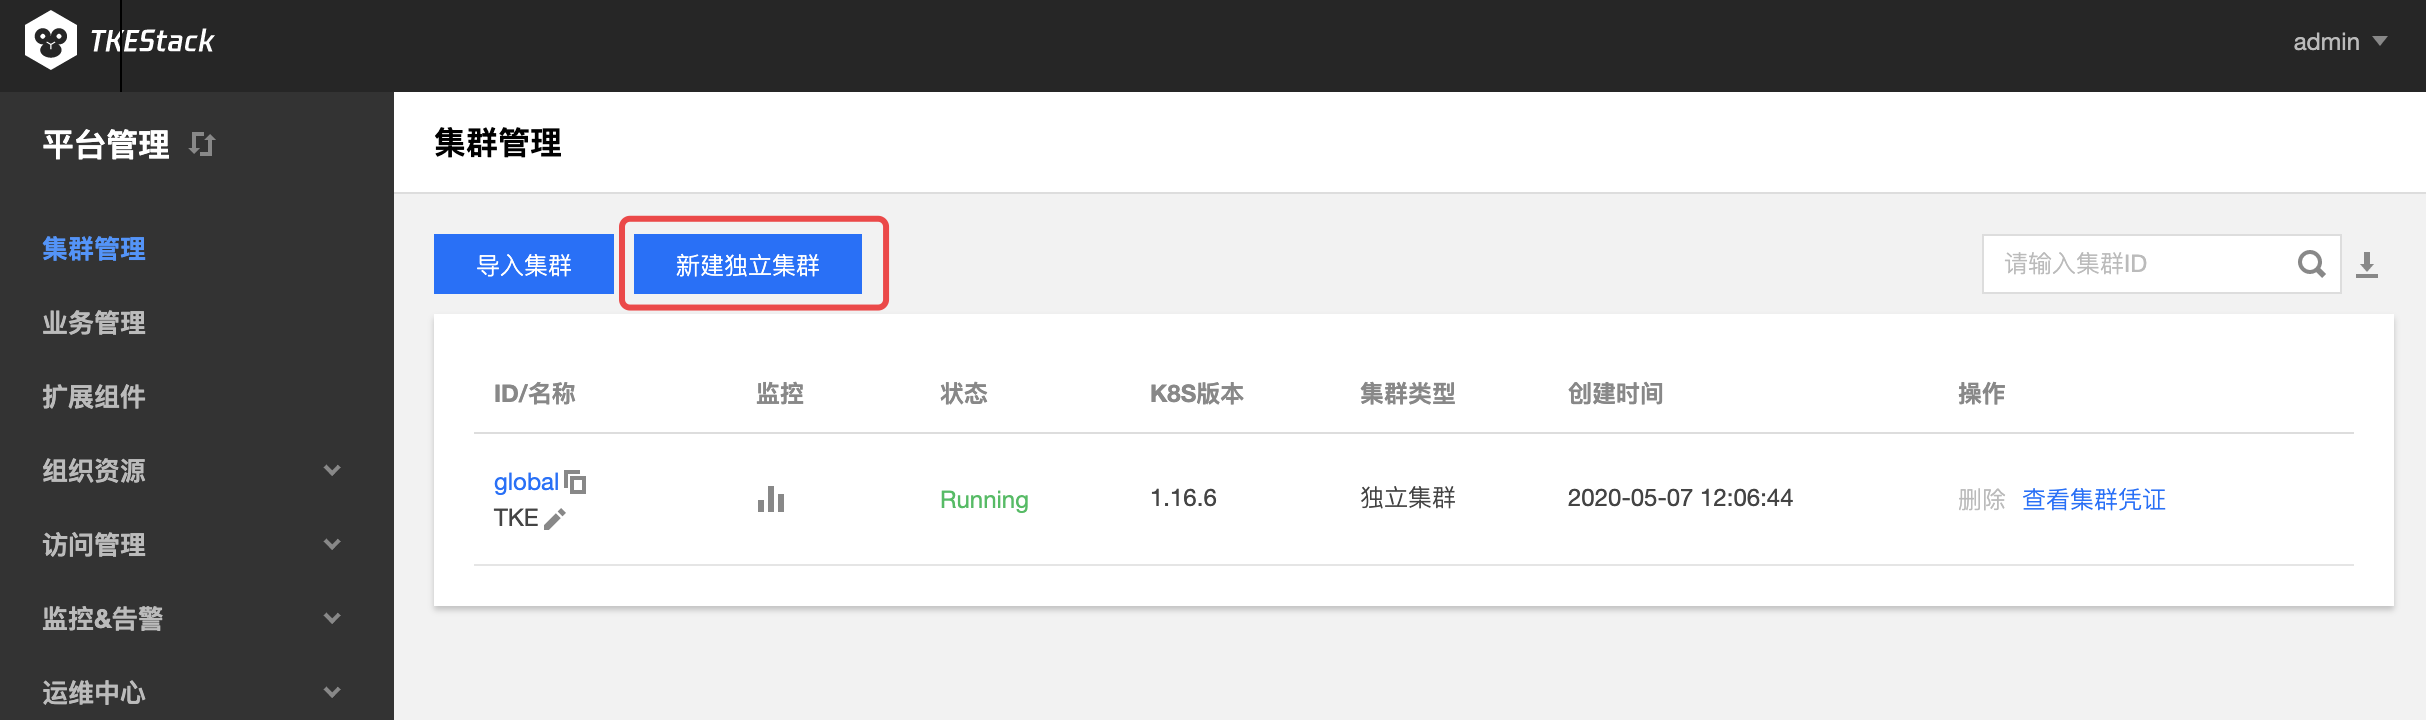 TKEStack
admin
平台管理
集群管理
业务管理
扩展组件
组织资源
访问管理
监控&告警
运维中心
集群管理
导入集群 新建独立集群 请输入集群ID
ID/名称 监控 状态 K8S版本 集群类型 创建时间 操作
global Running 1.16.6 独立集群 2020-05-07 12:06:44 删除 查看集群凭证
TKE